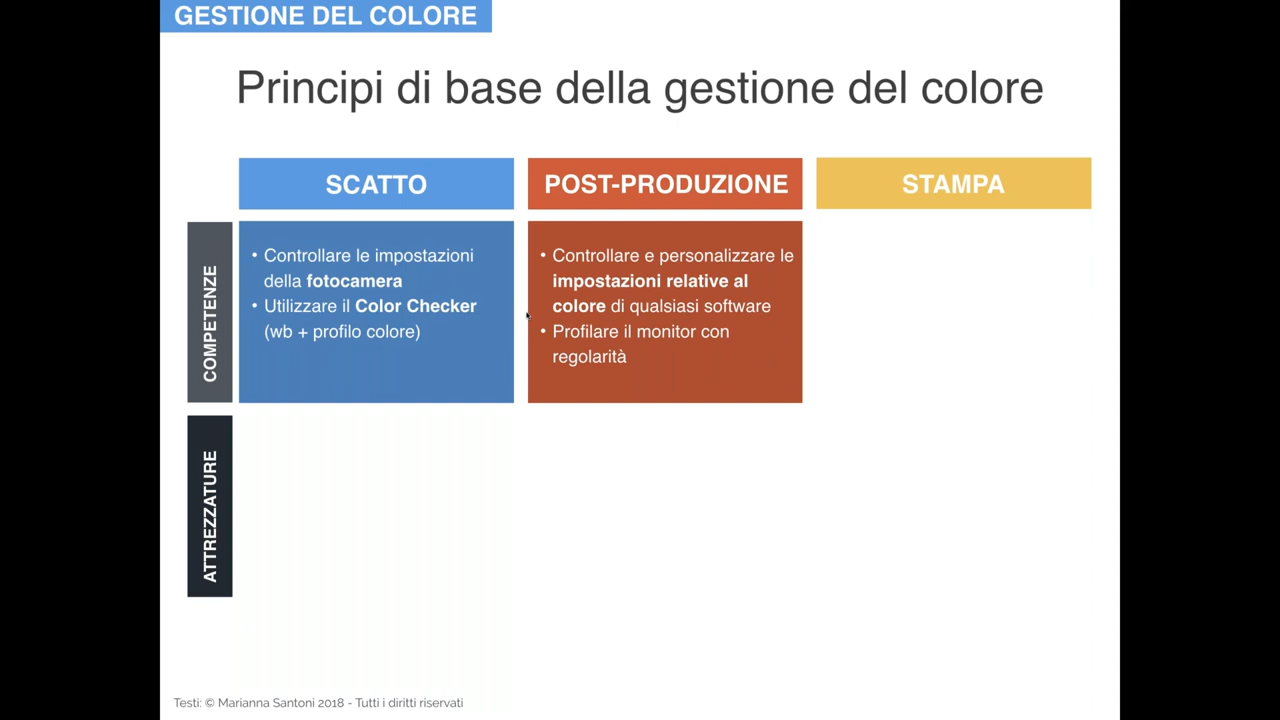 GESTIONE DEL COLORE
Principi di base della gestione del colore
SCATTO
POST-PRODUZIONE
STAMPA
COMPETENZE
• Controllare le impostazioni
della fotocamera
• Utilizzare il Color Checker
(wb + profilo colore)
• Controllare e personalizzare le
impostazioni relative al
colore di qualsiasi software
• Profilare il monitor con
regolarità
ATTREZZATURE
Testi: © Marianna Santoni 2018 - Tutti i diritti riservati